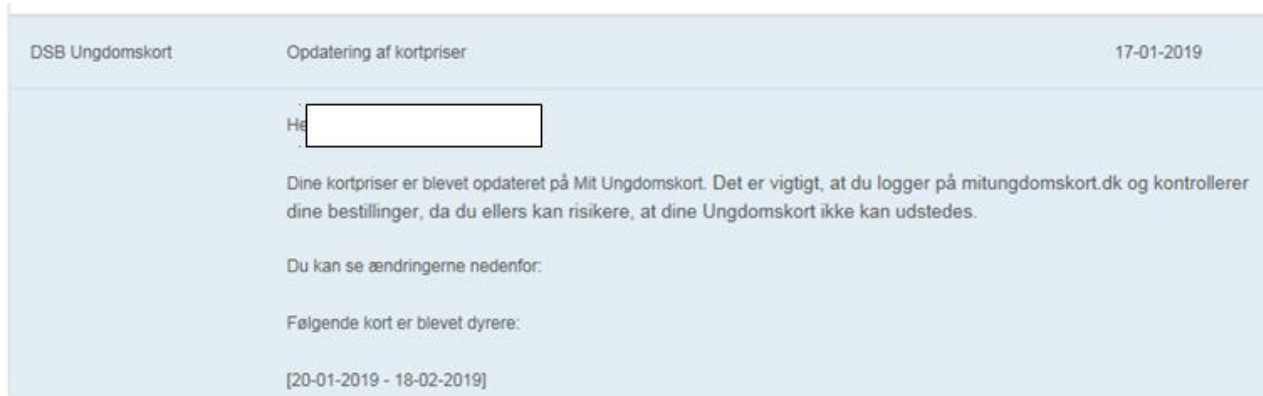 DSB Ungdomskort Opdatering af kortpriser 17-01-2019
He
Dine kortpriser er blevet opdateret på Mit Ungdomskort. Det er vigtigt, at du logger på mitungdomskort.dk og kontrollerer
dine bestillinger, da du ellers kan risikere, at dine Ungdomskort ikke kan udstedes.
Du kan se ændringerne nedenfor:
Følgende kort er blevet dyrere:
[20-01-2019 - 18-02-2019]